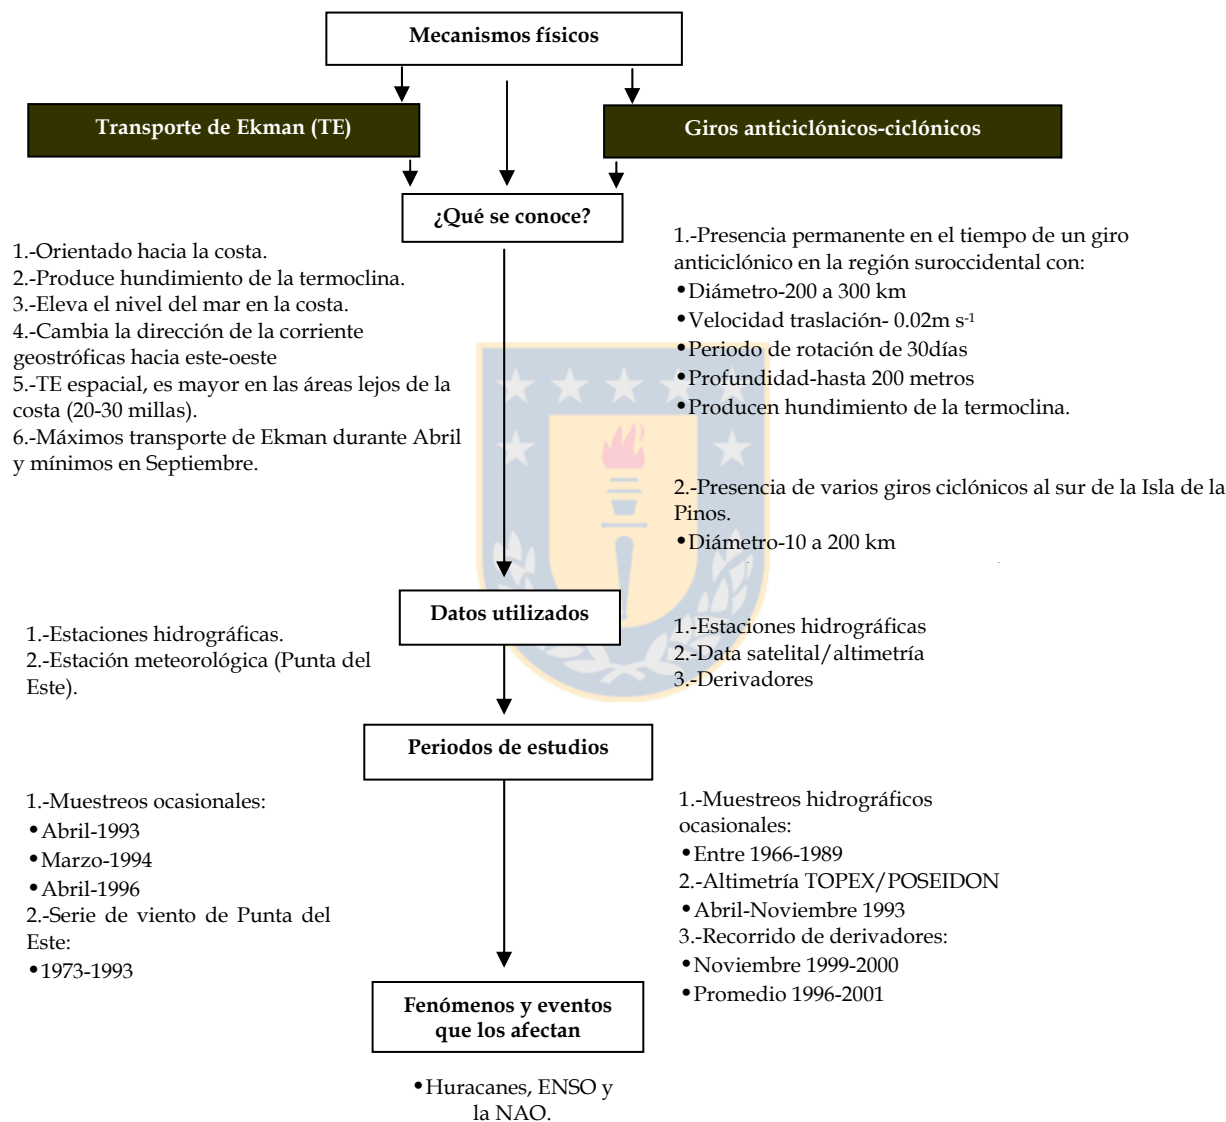 Mecanismos físicos
Transporte de Ekman (TE)
Giros anticiclónicos-ciclónicos
¿Qué se conoce?
1.-Orientado hacia la costa.
2.-Produce hundimiento de la termoclina.
3.-Eleva el nivel del mar en la costa.
4.-Cambia la dirección de la corriente
geostróficas hacia este-oeste
5.-TE espacial, es mayor en las áreas lejos de la
costa (20-30 millas).
6.-Máximos transporte de Ekman durante Abril
y mínimos en Septiembre.
1.-Presencia permanente en el tiempo de un giro
anticiclónico en la región suroccidental con:
•Diámetro-200 a 300 km
•Velocidad traslación- 0.02m s⁻¹
•Periodo de rotación de 30días
•Profundidad-hasta 200 metros
•Producen hundimiento de la termoclina.
2.-Presencia de varios giros ciclónicos al sur de la Isla de la
Pinos.
•Diámetro-10 a 200 km
Datos utilizados
1.-Estaciones hidrográficas.
2.-Estación meteorológica (Punta del
Este).
1.-Estaciones hidrográficas
2.-Data satelital/altimetría
3.-Derivadores
Periodos de estudios
1.-Muestreos ocasionales:
•Abril-1993
•Marzo-1994
•Abril-1996
2.-Serie de viento de Punta del
Este:
•1973-1993
1.-Muestreos hidrográficos
ocasionales:
•Entre 1966-1989
2.-Altimetría TOPEX/POSEIDON
•Abril-Noviembre 1993
3.-Recorrido de derivadores:
•Noviembre 1999-2000
•Promedio 1996-2001
Fenómenos y eventos
que los afectan
•Huracanes, ENSO y
la NAO.